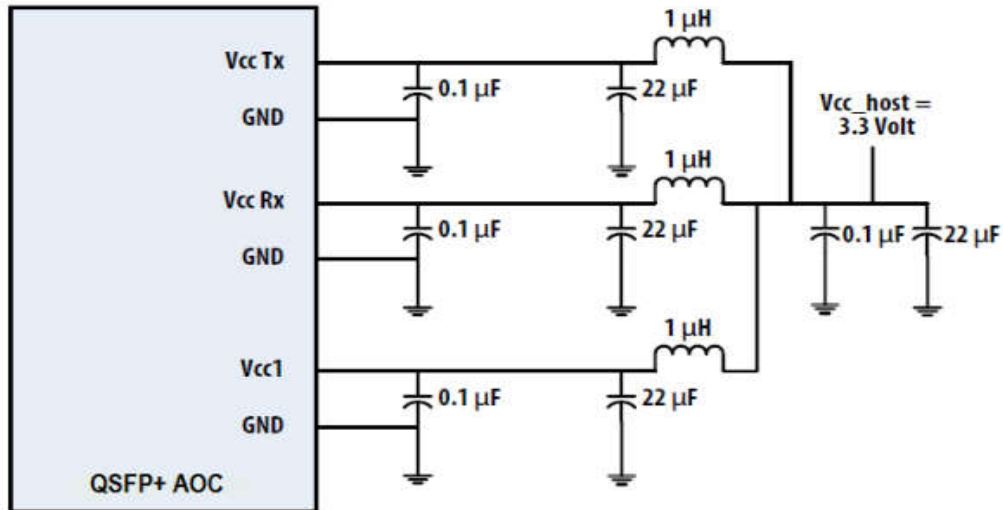 1 µH
Vcc Tx
0.1 µF
22 µF
GND
Vcc_host =
3.3 Volt
1 µH
Vcc Rx
0.1 µF
22 µF
0.1 µF
22 µF
GND
1 µH
Vcc1
0.1 µF
22 µF
GND
QSFP+ AOC